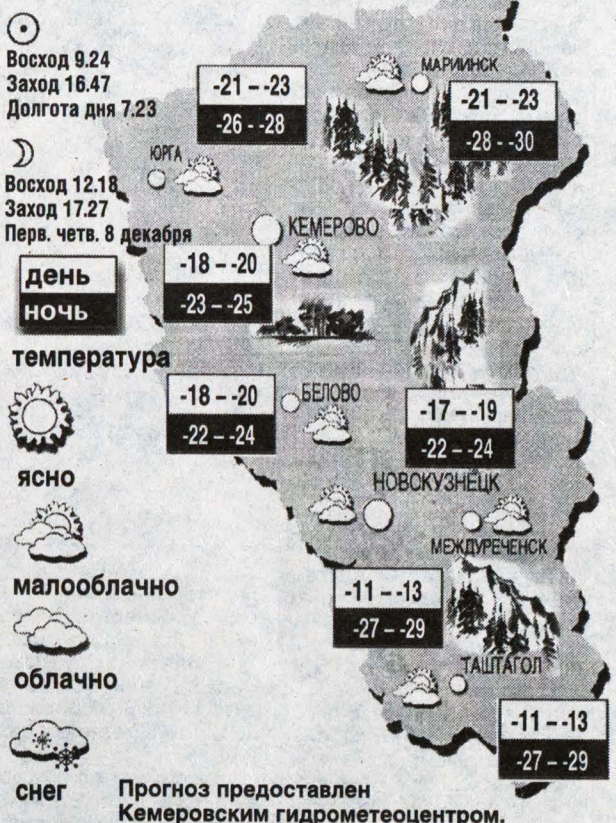 Восход 9.24
Заход 16.47
Долгота дня 7.23
Восход 12.18
Заход 17.27
Перв. четв. 8 декабря
день
ночь
температура
ясно
малооблачно
облачно
снег
-21 – -23
-26 - -28
МАРИИНСК
-21 – -23
-28 - -30
ЮРГА
КЕМЕРОВО
-18 – -20
-23 – -25
-18 – -20
-22 – -24
БЕЛОВО
-17 – -19
-22 – -24
НОВСКУЗНЕЦК
МЕЖДУРЕЧЕНСК
-11 – -13
-27 – -29
ТАШТАГОЛ
-11 – -13
-27 – -29
Прогноз предоставлен
Кемеровским гидрометеоцентром.